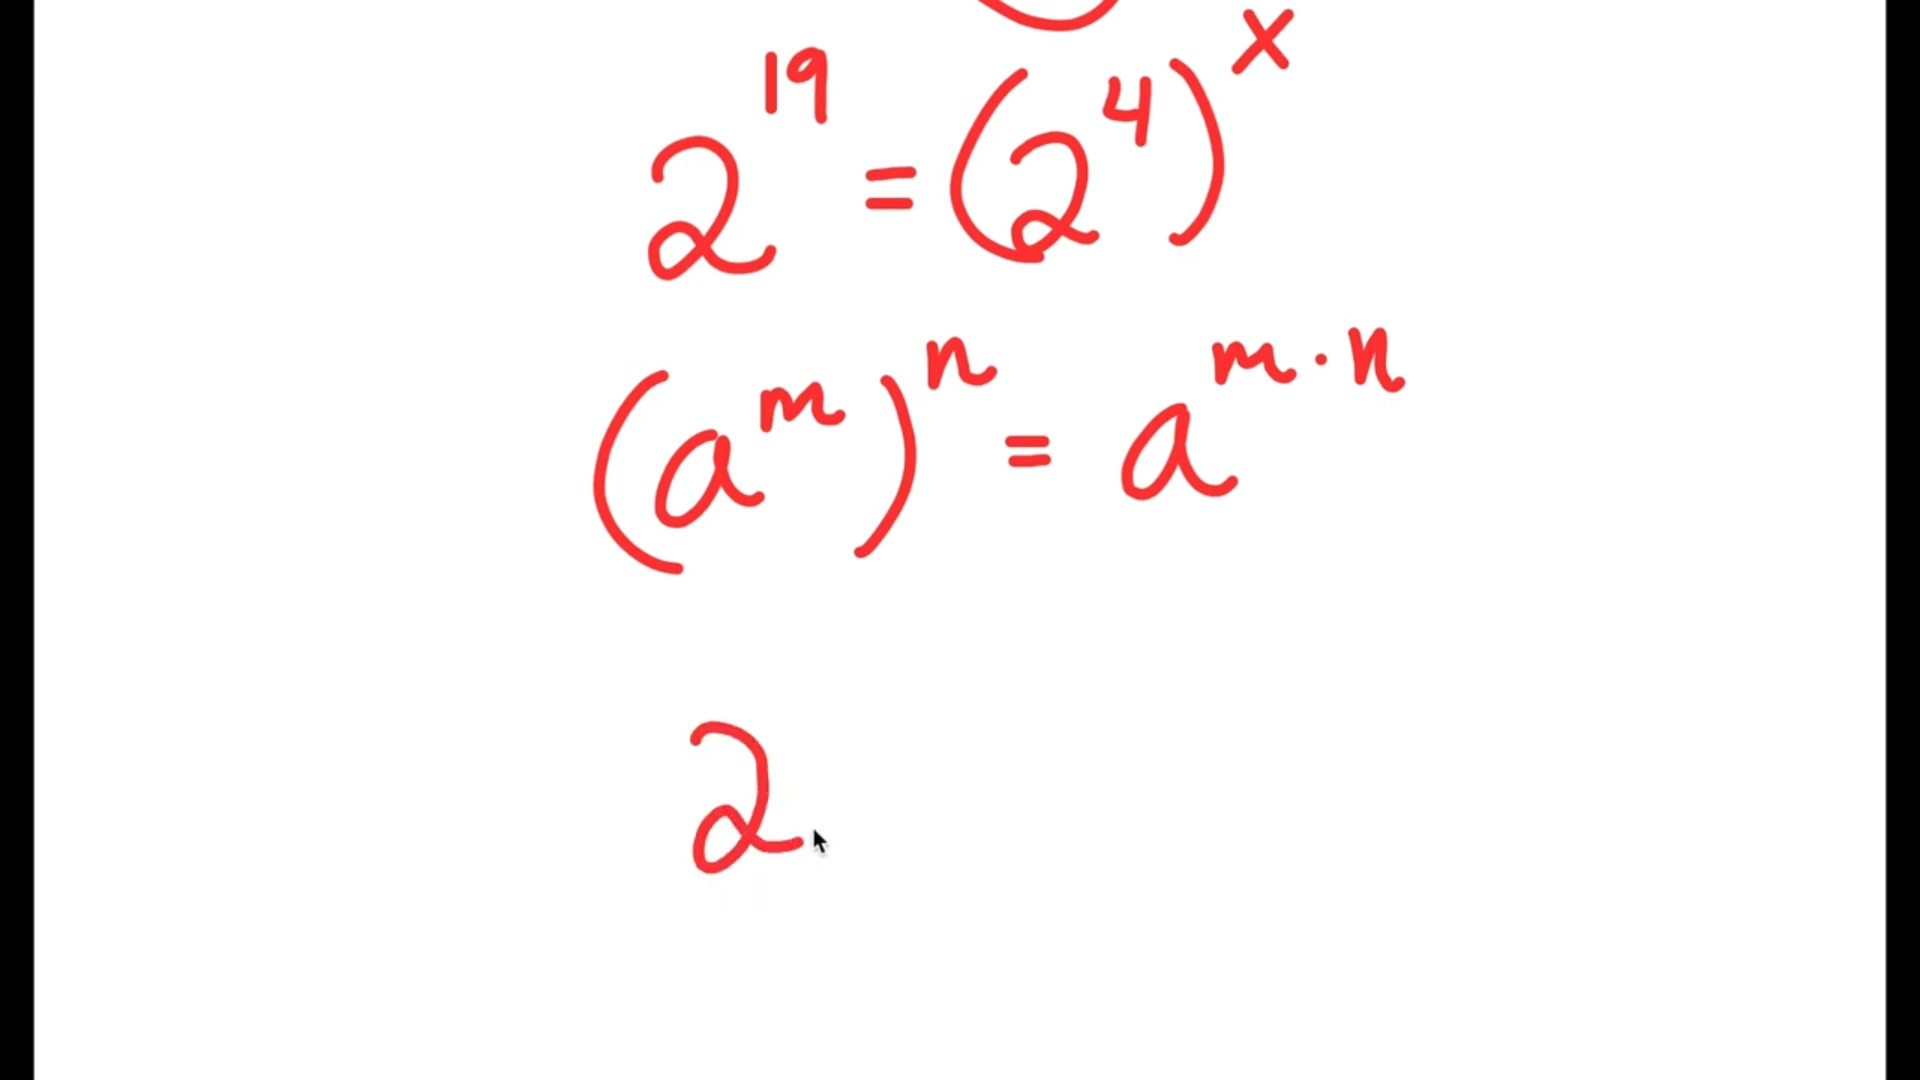 2^19 = (2^4)^x
(a^m)^n = a^m·n
2